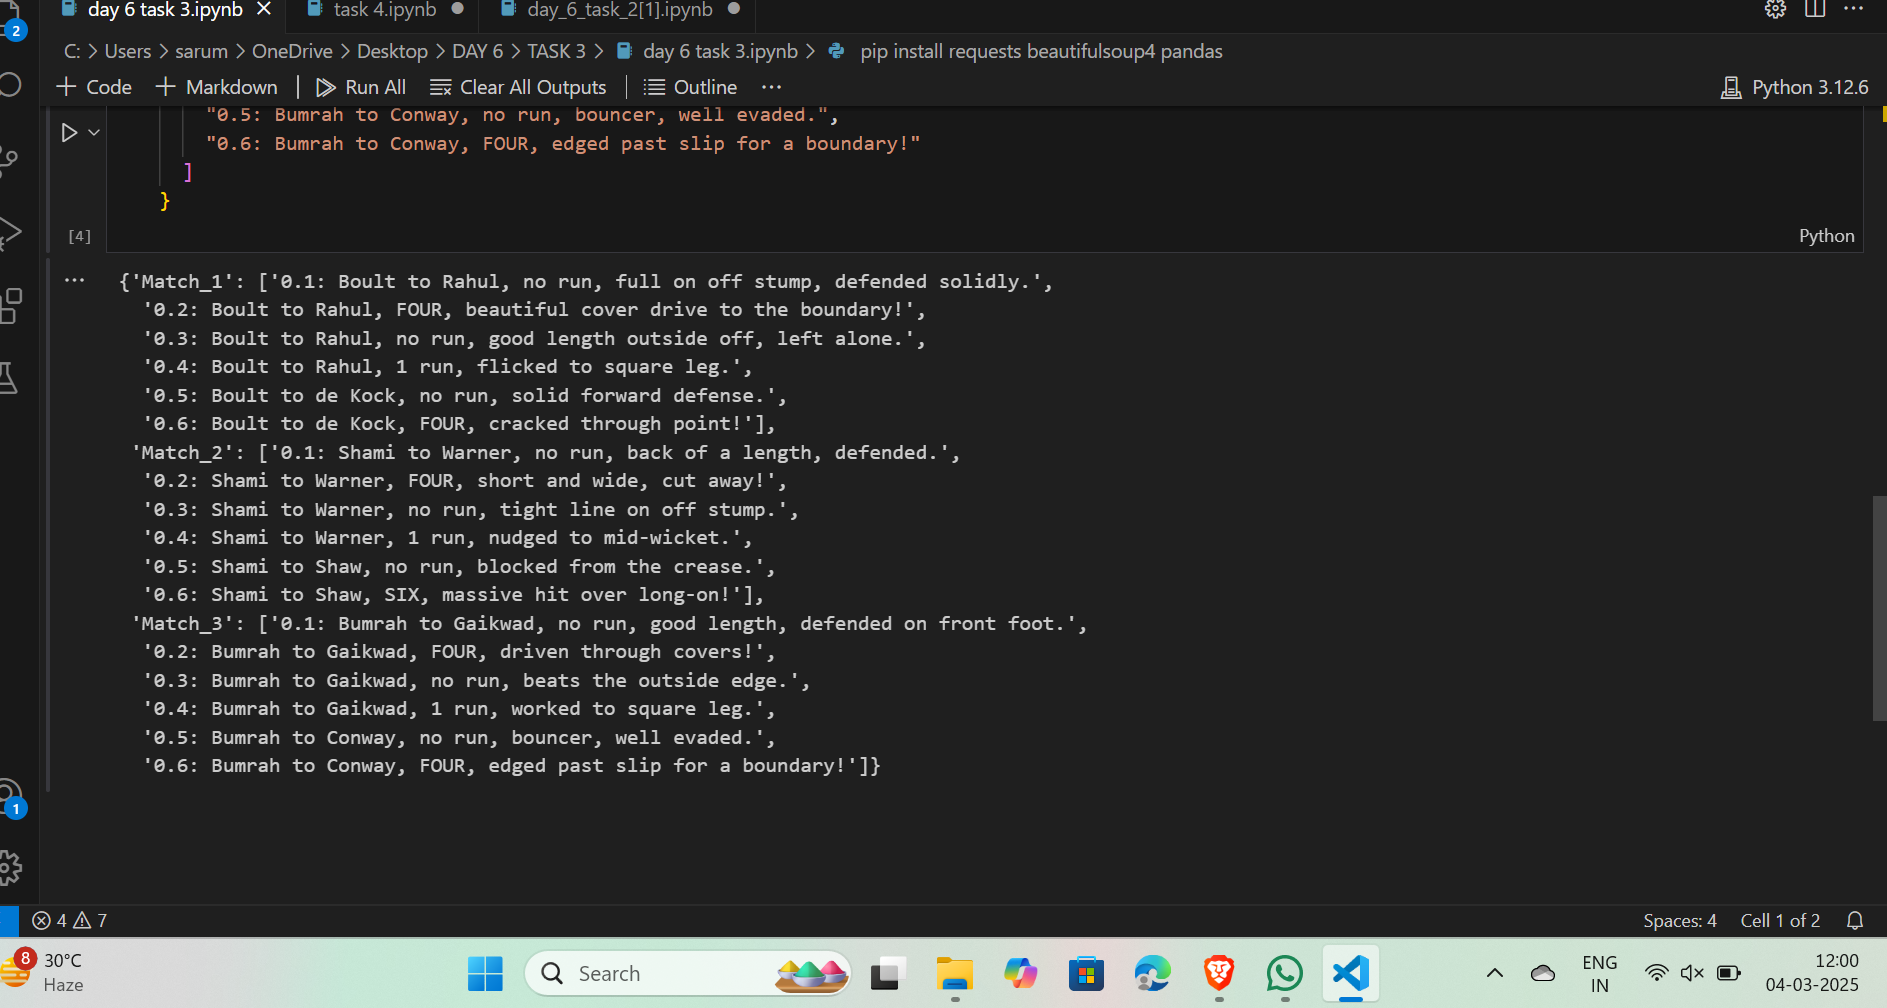 day 6 task 3.ipynb
task 4.ipynb
day_6_task_2[1].ipynb
C: > Users > sarum > OneDrive > Desktop > DAY 6 > TASK 3 > day 6 task 3.ipynb > pip install requests beautifulsoup4 pandas
+ Code + Markdown | Run All Clear All Outputs | Outline ...
Python 3.12.6
"0.5: Bumrah to Conway, no run, bouncer, well evaded.",
"0.6: Bumrah to Conway, FOUR, edged past slip for a boundary!"
]
}
[4]
Python
{'Match_1': ['0.1: Boult to Rahul, no run, full on off stump, defended solidly.',
'0.2: Boult to Rahul, FOUR, beautiful cover drive to the boundary!',
'0.3: Boult to Rahul, no run, good length outside off, left alone.',
'0.4: Boult to Rahul, 1 run, flicked to square leg.',
'0.5: Boult to de Kock, no run, solid forward defense.',
'0.6: Boult to de Kock, FOUR, cracked through point!'],
'Match_2': ['0.1: Shami to Warner, no run, back of a length, defended.',
'0.2: Shami to Warner, FOUR, short and wide, cut away!',
'0.3: Shami to Warner, no run, tight line on off stump.',
'0.4: Shami to Warner, 1 run, nudged to mid-wicket.',
'0.5: Shami to Shaw, no run, blocked from the crease.',
'0.6: Shami to Shaw, SIX, massive hit over long-on!'],
'Match_3': ['0.1: Bumrah to Gaikwad, no run, good length, defended on front foot.',
'0.2: Bumrah to Gaikwad, FOUR, driven through covers!',
'0.3: Bumrah to Gaikwad, no run, beats the outside edge.',
'0.4: Bumrah to Gaikwad, 1 run, worked to square leg.',
'0.5: Bumrah to Conway, no run, bouncer, well evaded.',
'0.6: Bumrah to Conway, FOUR, edged past slip for a boundary!']}
2
1
4 7
Spaces: 4
Cell 1 of 2
8
30°C
Haze
Search
ENG
IN
12:00
04-03-2025